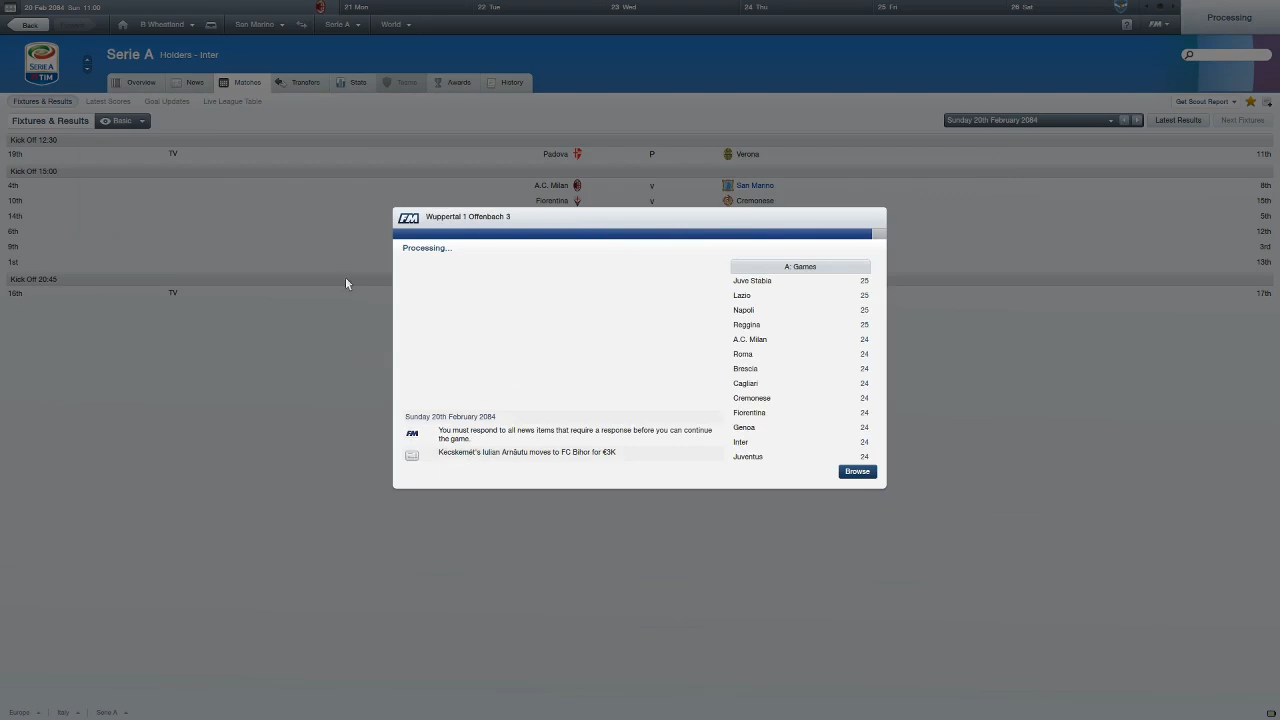 20 Feb 2084 Sun 11:00 21 Mon 22 Tue 23 Wed 24 Thu 25 Fri 26 Sat Processing
Back B Wheatland San Marino Serie A World FM
SERIE A TIM
Serie A Holders - Inter
Overview News Matches Transfers Stats Teams Awards History
Fixtures & Results Latest Scores Goal Updates Live League Table Get Scout Report
Fixtures & Results Basic Sunday 20th February 2084 Latest Results Next Fixtures
Kick Off 12:30
19th TV Padova P Verona 11th
Kick Off 15:00
4th A.C. Milan v San Marino 8th
10th Fiorentina v Cremonese 15th
14th 5th
6th 12th
9th 3rd
1st 13th
Kick Off 20:45
16th TV 17th
FM Wuppertal 1 Offenbach 3
Processing...
A: Games
Juve Stabia 25
Lazio 25
Napoli 25
Reggina 25
A.C. Milan 24
Roma 24
Brescia 24
Cagliari 24
Cremonese 24
Fiorentina 24
Genoa 24
Inter 24
Juventus 24
Sunday 20th February 2084
FM You must respond to all news items that require a response before you can continue
the game.
Kecskemét's Iulian Arnăutu moves to FC Bihor for €3K
Browse
Europe Italy Serie A